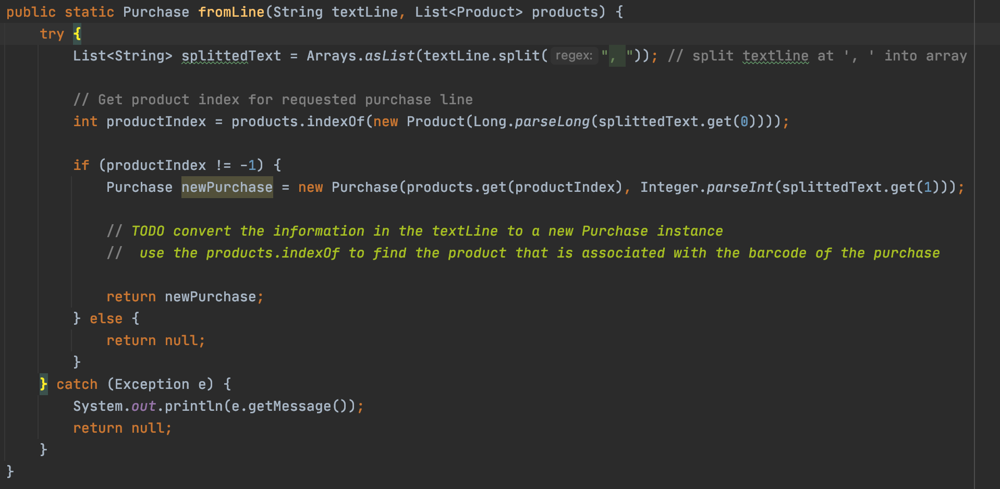 public static Purchase fromLine(String textLine, List<Product> products) {
try {
List<String> splittedText = Arrays.asList(textLine.split( regex: ", ")); // split textline at ', ' into array
// Get product index for requested purchase line
int productIndex = products.indexOf(new Product(Long.parseLong(splittedText.get(0))));
if (productIndex != -1) {
Purchase newPurchase = new Purchase(products.get(productIndex), Integer.parseInt(splittedText.get(1)));
// TODO convert the information in the textLine to a new Purchase instance
//  use the products.indexOf to find the product that is associated with the barcode of the purchase
return newPurchase;
} else {
return null;
}
} catch (Exception e) {
System.out.println(e.getMessage());
return null;
}
}